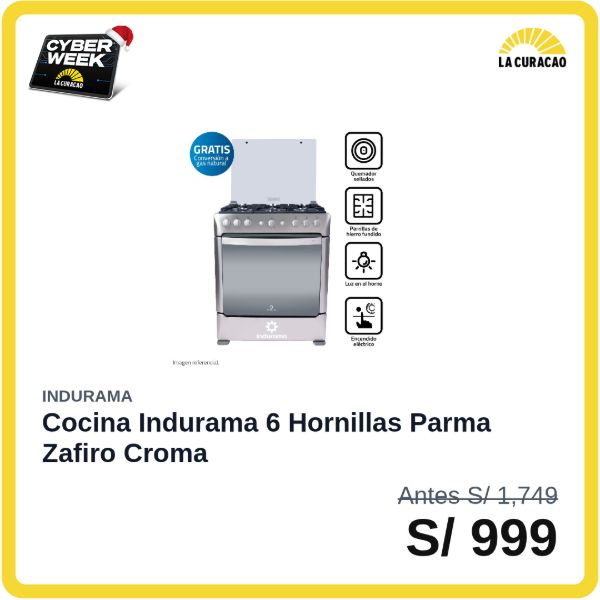 CYBER
WEEK
LA CURACAO
LA CURACAO
GRATIS
Conversión a
gas natural
Quemador
sellados
Parrillas de
hierro fundido
Luz en el horno
Encendido
eléctrico
indurama
Imagen referencial.
INDURAMA
Cocina Indurama 6 Hornillas Parma
Zafiro Croma
Antes S/ 1,749
S/ 999